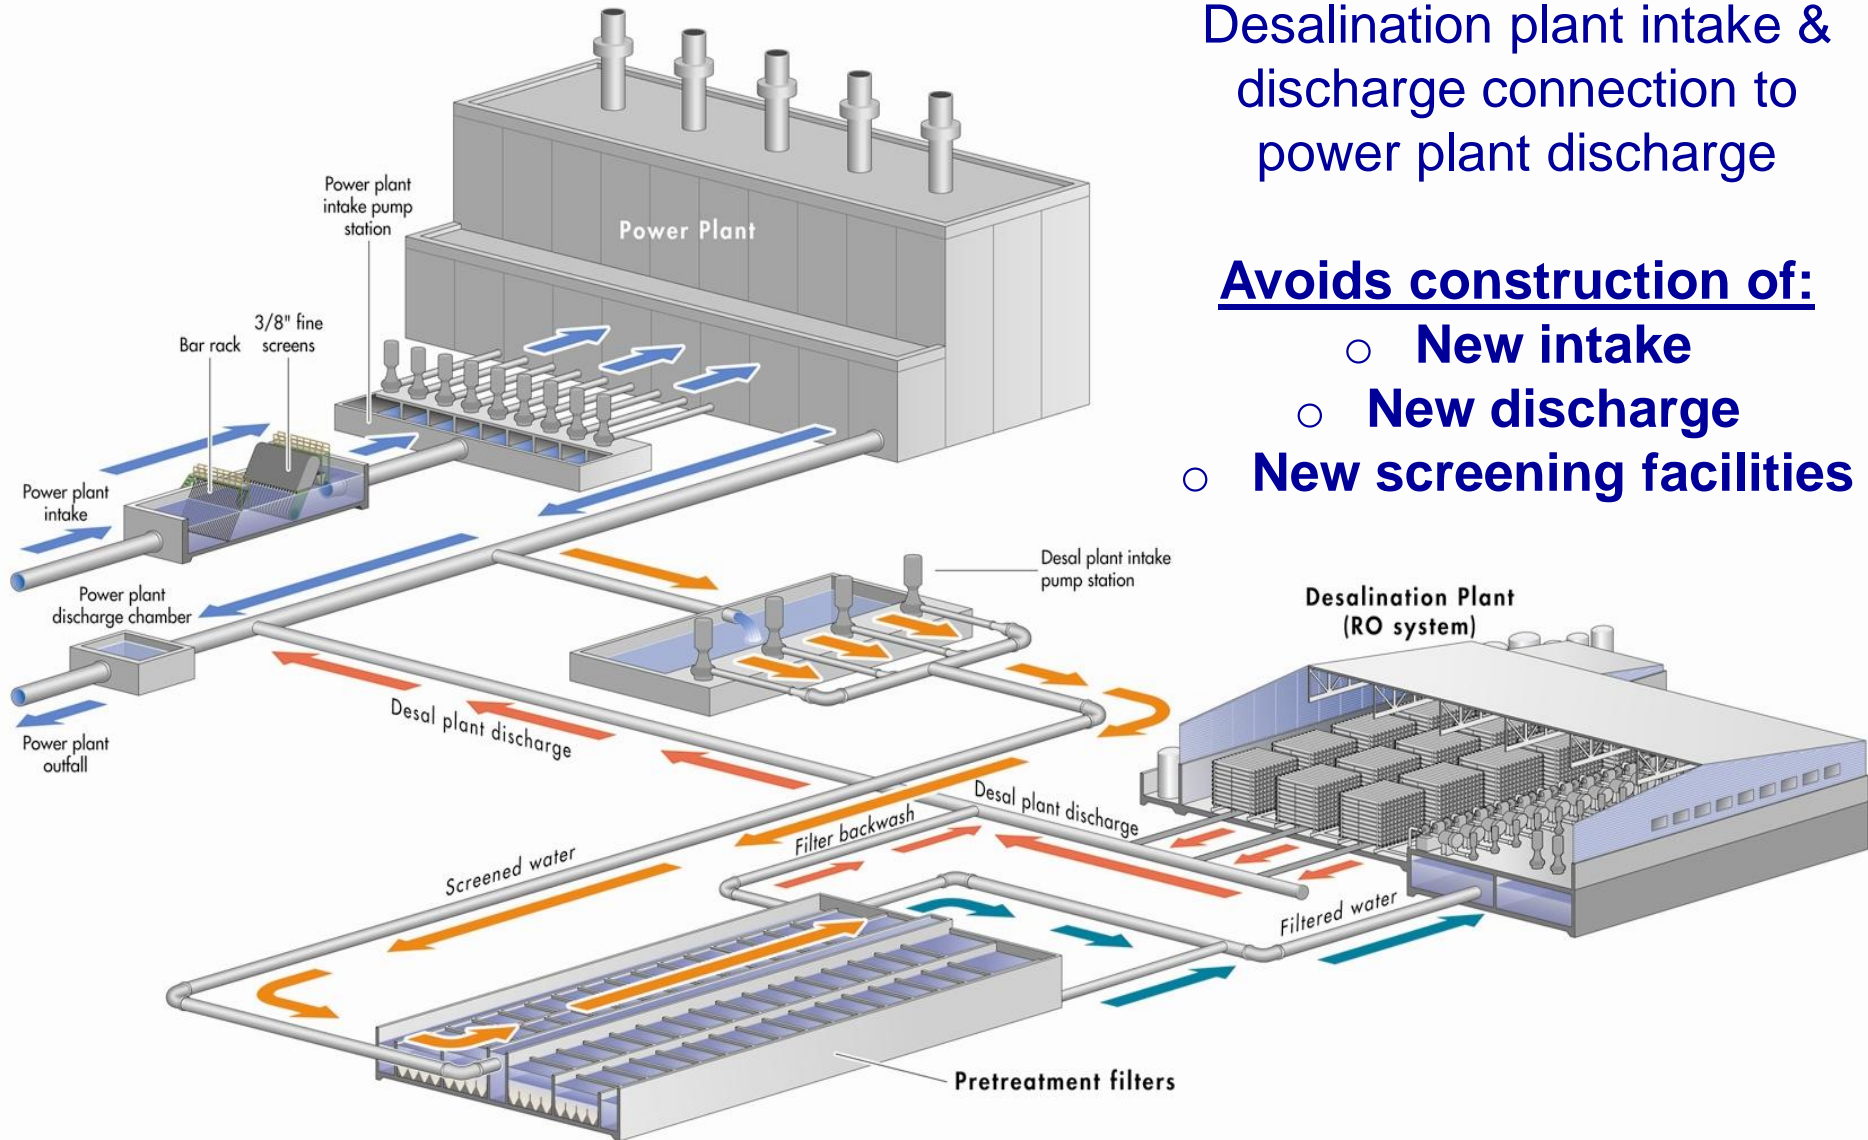 Desalination plant intake &
discharge connection to
power plant discharge
Avoids construction of:
o New intake
o New discharge
o New screening facilities
Power plant
intake pump
station
Power Plant
3/8" fine
screens
Bar rack
Power plant
intake
Power plant
discharge chamber
Power plant
outfall
Desal plant intake
pump station
Desalination Plant
(RO system)
Desal plant discharge
Desal plant discharge
Filter backwash
Screened water
Filtered water
Pretreatment filters